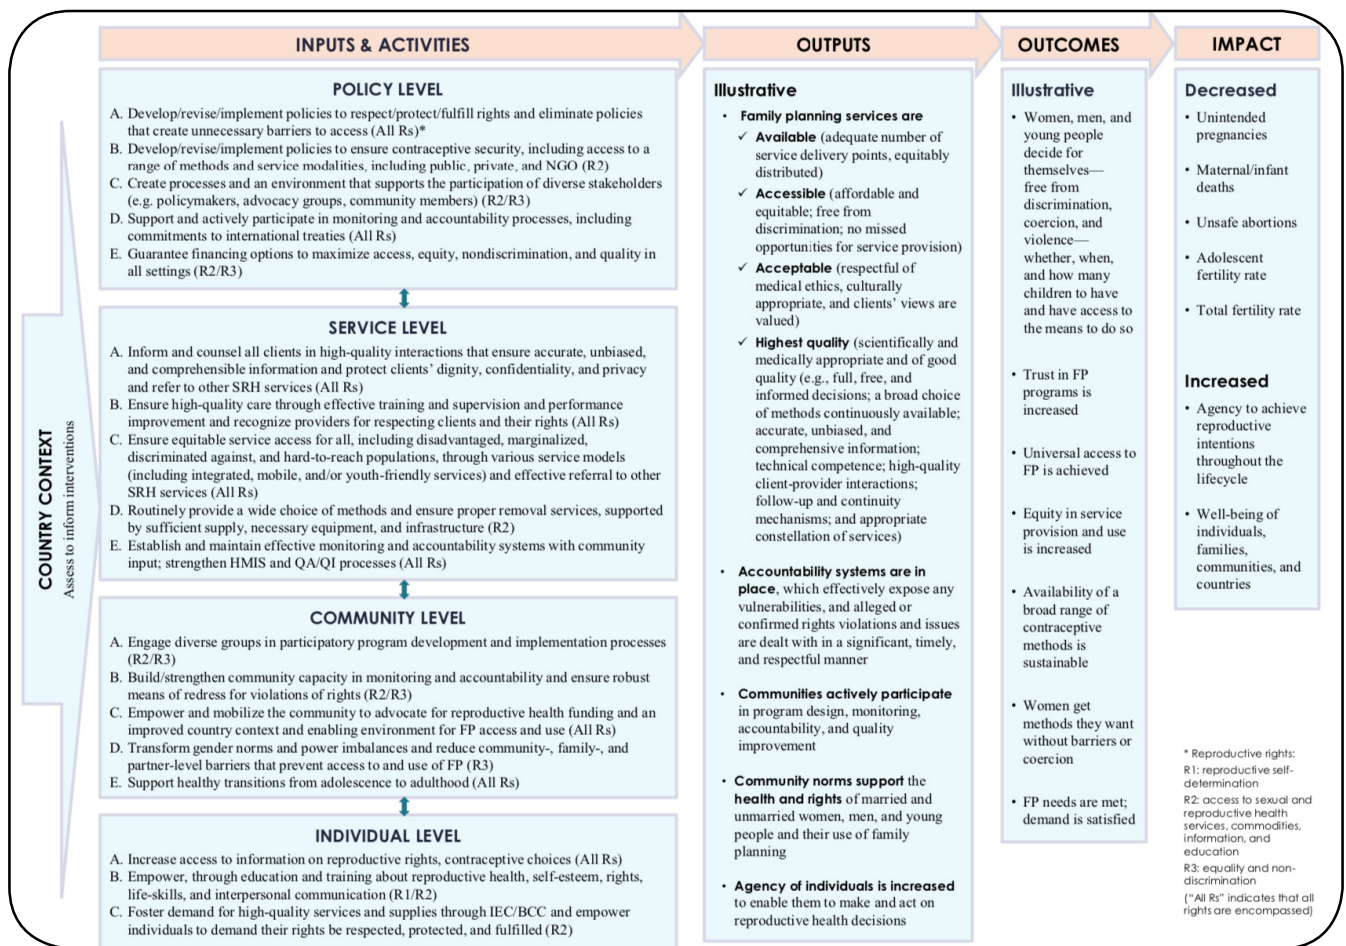 COUNTRY CONTEXT
Assess to inform interventions
INPUTS & ACTIVITIES
POLICY LEVEL
A. Develop/revise/implement policies to respect/protect/fulfill rights and eliminate policies
that create unnecessary barriers to access (All Rs)*
B. Develop/revise/implement policies to ensure contraceptive security, including access to a
range of methods and service modalities, including public, private, and NGO (R2)
C. Create processes and an environment that supports the participation of diverse stakeholders
(e.g. policymakers, advocacy groups, community members) (R2/R3)
D. Support and actively participate in monitoring and accountability processes, including
commitments to international treaties (All Rs)
E. Guarantee financing options to maximize access, equity, nondiscrimination, and quality in
all settings (R2/R3)
SERVICE LEVEL
A. Inform and counsel all clients in high-quality interactions that ensure accurate, unbiased,
and comprehensible information and protect clients' dignity, confidentiality, and privacy
and refer to other SRH services (All Rs)
B. Ensure high-quality care through effective training and supervision and performance
improvement and recognize providers for respecting clients and their rights (All Rs)
C. Ensure equitable service access for all, including disadvantaged, marginalized,
discriminated against, and hard-to-reach populations, through various service models
(including integrated, mobile, and/or youth-friendly services) and effective referral to other
SRH services (All Rs)
D. Routinely provide a wide choice of methods and ensure proper removal services, supported
by sufficient supply, necessary equipment, and infrastructure (R2)
E. Establish and maintain effective monitoring and accountability systems with community
input; strengthen HMIS and QA/QI processes (All Rs)
COMMUNITY LEVEL
A. Engage diverse groups in participatory program development and implementation processes
(R2/R3)
B. Build/strengthen community capacity in monitoring and accountability and ensure robust
means of redress for violations of rights (R2/R3)
C. Empower and mobilize the community to advocate for reproductive health funding and an
improved country context and enabling environment for FP access and use (All Rs)
D. Transform gender norms and power imbalances and reduce community-, family-, and
partner-level barriers that prevent access to and use of FP (R3)
E. Support healthy transitions from adolescence to adulthood (All Rs)
INDIVIDUAL LEVEL
A. Increase access to information on reproductive rights, contraceptive choices (All Rs)
B. Empower, through education and training about reproductive health, self-esteem, rights,
life-skills, and interpersonal communication (R1/R2)
C. Foster demand for high-quality services and supplies through IEC/BCC and empower
individuals to demand their rights be respected, protected, and fulfilled (R2)
OUTPUTS
Illustrative
• Family planning services are
✓ Available (adequate number of
service delivery points, equitably
distributed)
✓ Accessible (affordable and
equitable; free from
discrimination; no missed
opportunities for service provision)
✓ Acceptable (respectful of
medical ethics, culturally
appropriate, and clients' views are
valued)
✓ Highest quality (scientifically and
medically appropriate and of good
quality (e.g., full, free, and
informed decisions; a broad choice
of methods continuously available;
accurate, unbiased, and
comprehensive information;
technical competence; high-quality
client-provider interactions;
follow-up and continuity
mechanisms; and appropriate
constellation of services)
• Accountability systems are in
place, which effectively expose any
vulnerabilities, and alleged or
confirmed rights violations and issues
are dealt with in a significant, timely,
and respectful manner
• Communities actively participate
in program design, monitoring,
accountability, and quality
improvement
• Community norms support the
health and rights of married and
unmarried women, men, and young
people and their use of family
planning
• Agency of individuals is increased
to enable them to make and act on
reproductive health decisions
OUTCOMES
Illustrative
• Women, men, and
young people
decide for
themselves—
free from
discrimination,
coercion, and
violence—
whether, when,
and how many
children to have
and have access to
the means to do so
• Trust in FP
programs is
increased
• Universal access to
FP is achieved
• Equity in service
provision and use
is increased
• Availability of a
broad range of
contraceptive
methods is
sustainable
• Women get
methods they want
without barriers or
coercion
• FP needs are met;
demand is satisfied
IMPACT
Decreased
• Unintended
pregnancies
• Maternal/infant
deaths
• Unsafe abortions
• Adolescent
fertility rate
• Total fertility rate
Increased
• Agency to achieve
reproductive
intentions
throughout the
lifecycle
• Well-being of
individuals,
families,
communities, and
countries
* Reproductive rights:
R1: reproductive self-
determination
R2: access to sexual and
reproductive health
services, commodities,
information, and
education
R3: equality and non-
discrimination
("All Rs" indicates that all
rights are encompassed)